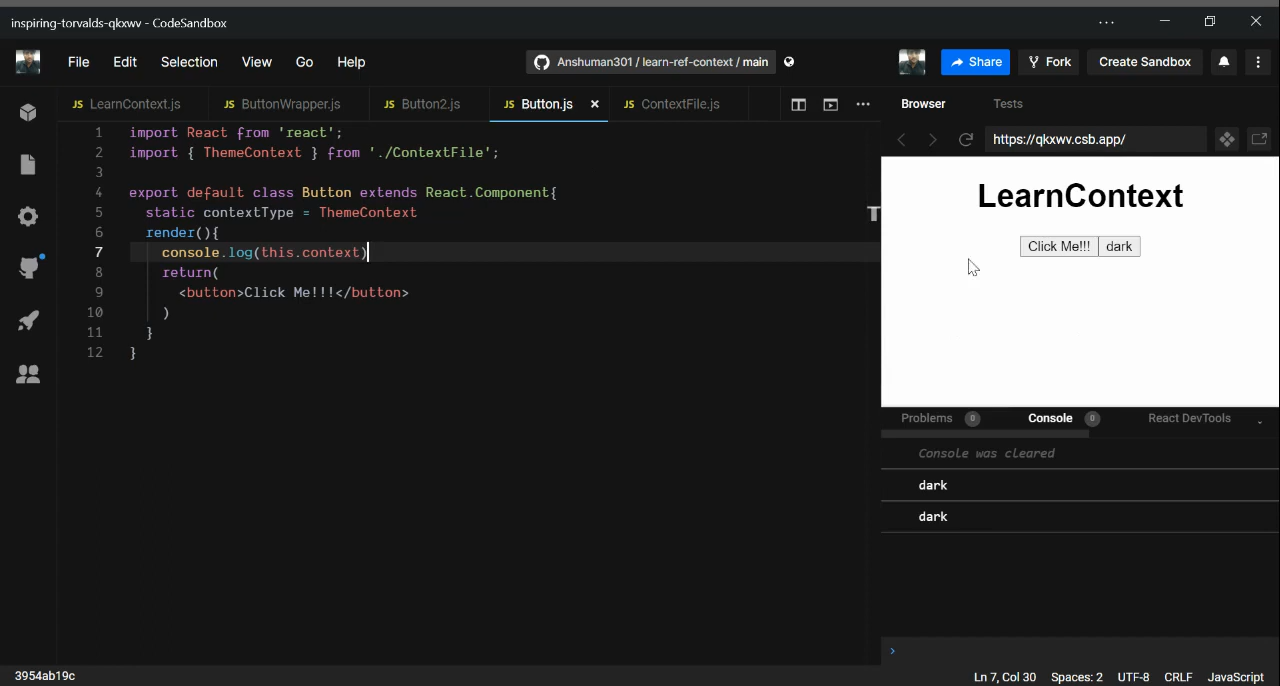 inspiring-torvalds-qkxwv - CodeSandbox
File Edit Selection View Go Help
Anshuman301 / learn-ref-context / main
Share Fork Create Sandbox
JS LearnContext.js JS ButtonWrapper.js JS Button2.js JS Button.js JS ContextFile.js
Browser Tests
https://qkxwv.csb.app/
1 import React from 'react';
2 import { ThemeContext } from './ContextFile';
3
4 export default class Button extends React.Component{
5 static contextType = ThemeContext
6 render(){
7 console.log(this.context)
8 return(
9 <button>Click Me!!!</button>
10 )
11 }
12 }
T
LearnContext
Click Me!!! dark
Problems 0 Console 0 React DevTools
Console was cleared
dark
dark
3954ab19c
Ln 7, Col 30 Spaces: 2 UTF-8 CRLF JavaScript